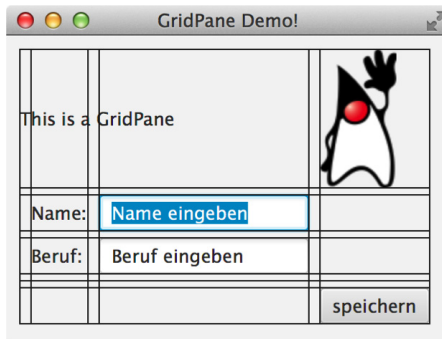 GridPane Demo!
This is a GridPane
Name: Name eingeben
Beruf: Beruf eingeben
speichern